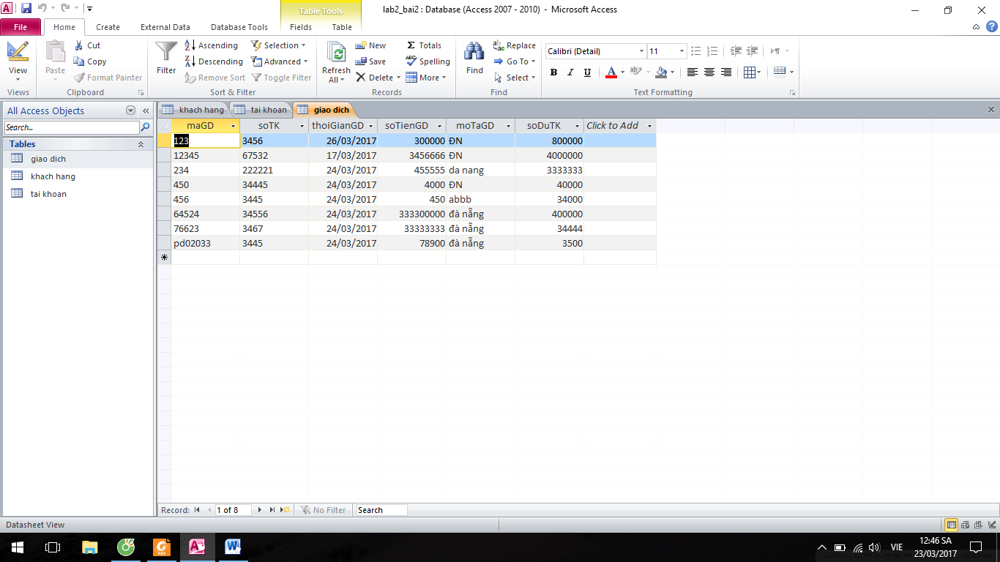 lab2_bai2 : Database (Access 2007 - 2010) - Microsoft Access
Table Tools
File Home Create External Data Database Tools Fields Table
View
Views
Paste
Cut
Copy
Format Painter
Clipboard
Filter
Ascending
Descending
Remove Sort
Selection
Advanced
Toggle Filter
Sort & Filter
Refresh All
New
Save
Delete
Totals
Spelling
More
Records
Find
Replace
Go To
Select
Find
Calibri (Detail) 11
B I U A
Text Formatting
All Access Objects
Search...
Tables
giao dich
khach hang
tai khoan
khach hang tai khoan giao dich
maGD soTK thoiGianGD soTienGD moTaGD soDuTK Click to Add
123 3456 26/03/2017 300000 ĐN 800000
12345 67532 17/03/2017 3456666 ĐN 4000000
234 222221 24/03/2017 455555 da nang 3333333
450 34445 24/03/2017 4000 ĐN 40000
456 3445 24/03/2017 450 abbb 34000
64524 34556 24/03/2017 333300000 đà nẵng 400000
76623 3467 24/03/2017 33333333 đà nẵng 34444
pd02033 3445 24/03/2017 78900 đà nẵng 3500
Record: 1 of 8 No Filter Search
Datasheet View
VIE
12:46 SA
23/03/2017